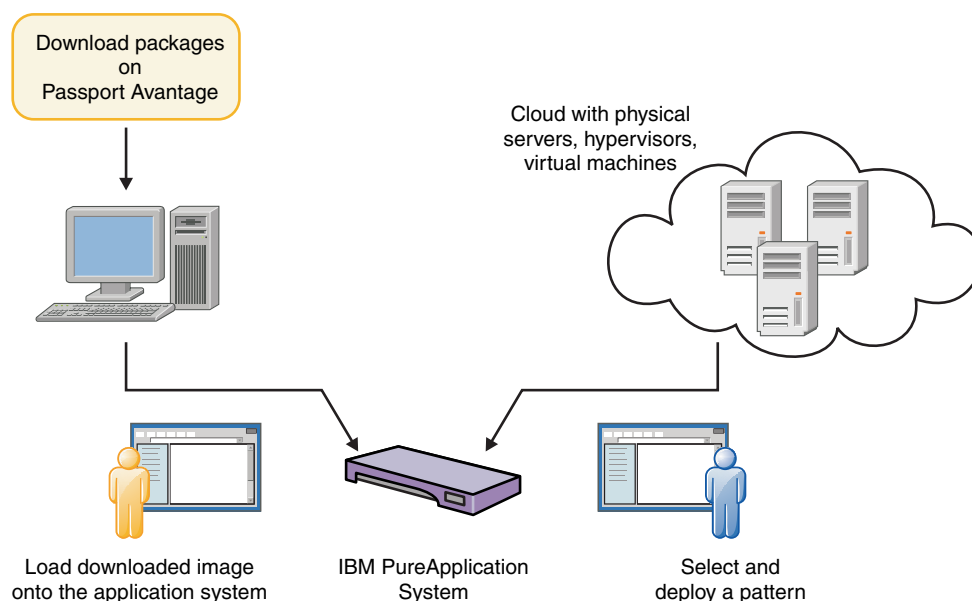 Download packages
on
Passport Avantage
Cloud with physical
servers, hypervisors,
virtual machines
Load downloaded image
onto the application system
IBM PureApplication
System
Select and
deploy a pattern